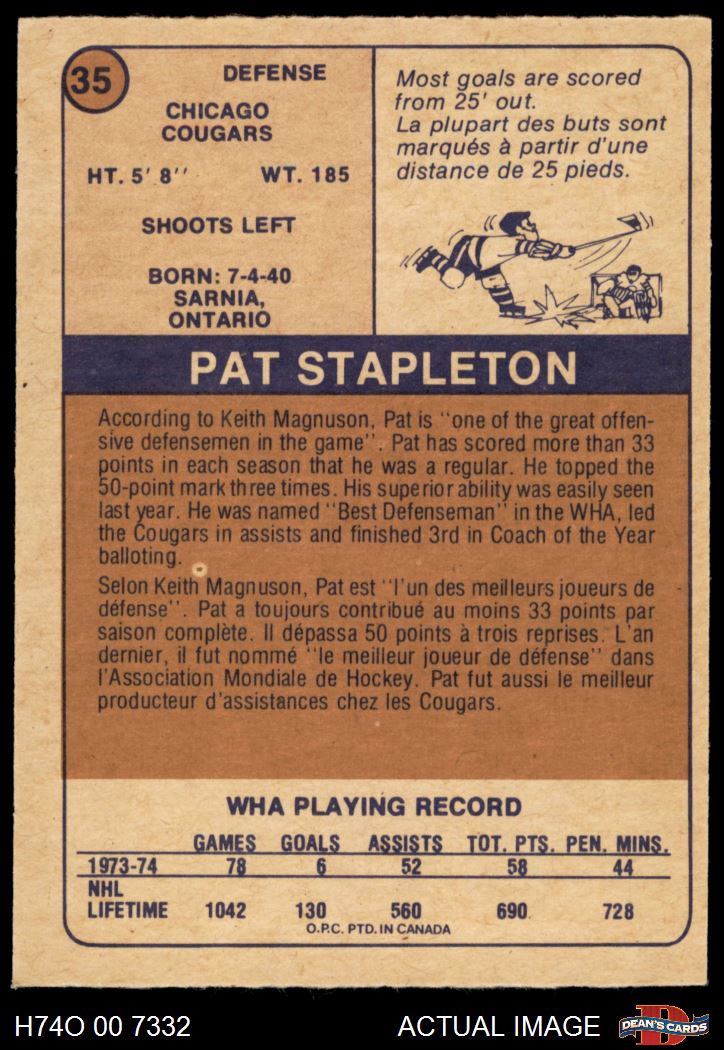 35
DEFENSE
CHICAGO
COUGARS
HT. 5' 8'' WT. 185
SHOOTS LEFT
BORN: 7-4-40
SARNIA,
ONTARIO
Most goals are scored
from 25' out.
La plupart des buts sont
marqués à partir d'une
distance de 25 pieds.
PAT STAPLETON
According to Keith Magnuson, Pat is ''one of the great offen-
sive defensemen in the game''. Pat has scored more than 33
points in each season that he was a regular. He topped the
50-point mark three times. His superior ability was easily seen
last year. He was named ''Best Defenseman'' in the WHA, led
the Cougars in assists and finished 3rd in Coach of the Year
balloting.
Selon Keith Magnuson, Pat est ''l'un des meilleurs joueurs de
défense''. Pat a toujours contribué au moins 33 points par
saison complète. Il dépassa 50 points à trois reprises. L'an
dernier, il fut nommé ''le meilleur joueur de défense'' dans
l'Association Mondiale de Hockey. Pat fut aussi le meilleur
producteur d'assistances chez les Cougars.
WHA PLAYING RECORD
GAMES GOALS ASSISTS TOT. PTS. PEN. MINS.
1973-74 78 6 52 58 44
NHL
LIFETIME 1042 130 560 690 728
O.P.C. PTD. IN CANADA
H74O 00 7332 ACTUAL IMAGE DEAN'S CARDS